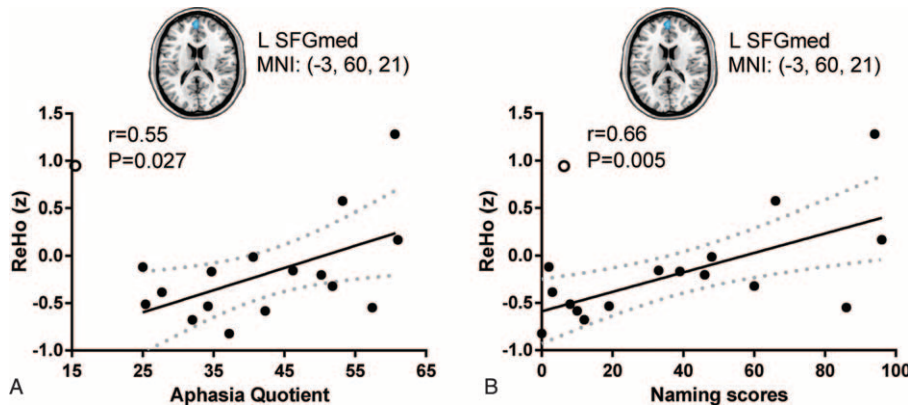 L SFGmed
MNI: (-3, 60, 21)
r=0.55
P=0.027
ReHo (z)
1.5
1.0
0.5
0.0
-0.5
-1.0
15 25 35 45 55 65
Aphasia Quotient
A
L SFGmed
MNI: (-3, 60, 21)
r=0.66
P=0.005
ReHo (z)
1.5
1.0
0.5
0.0
-0.5
-1.0
0 20 40 60 80 100
Naming scores
B